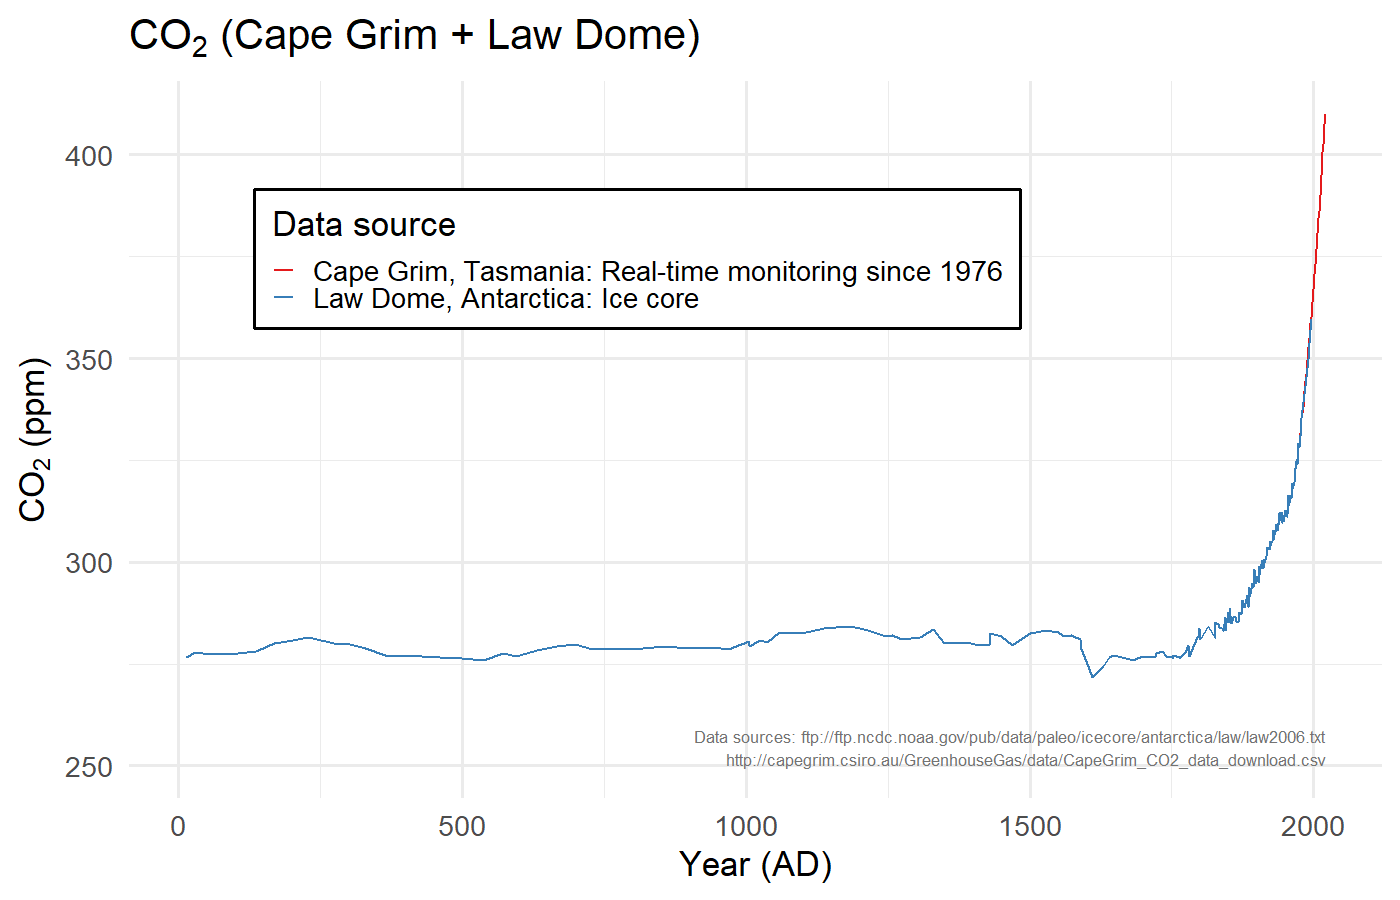 CO₂ (Cape Grim + Law Dome)
400
350
300
250
CO₂ (ppm)
Data source
Cape Grim, Tasmania: Real-time monitoring since 1976
Law Dome, Antarctica: Ice core
Data sources: ftp://ftp.ncdc.noaa.gov/pub/data/paleo/icecore/antarctica/law/law2006.txt
http://capegrim.csiro.au/GreenhouseGas/data/CapeGrim_CO2_data_download.csv
0 500 1000 1500 2000
Year (AD)